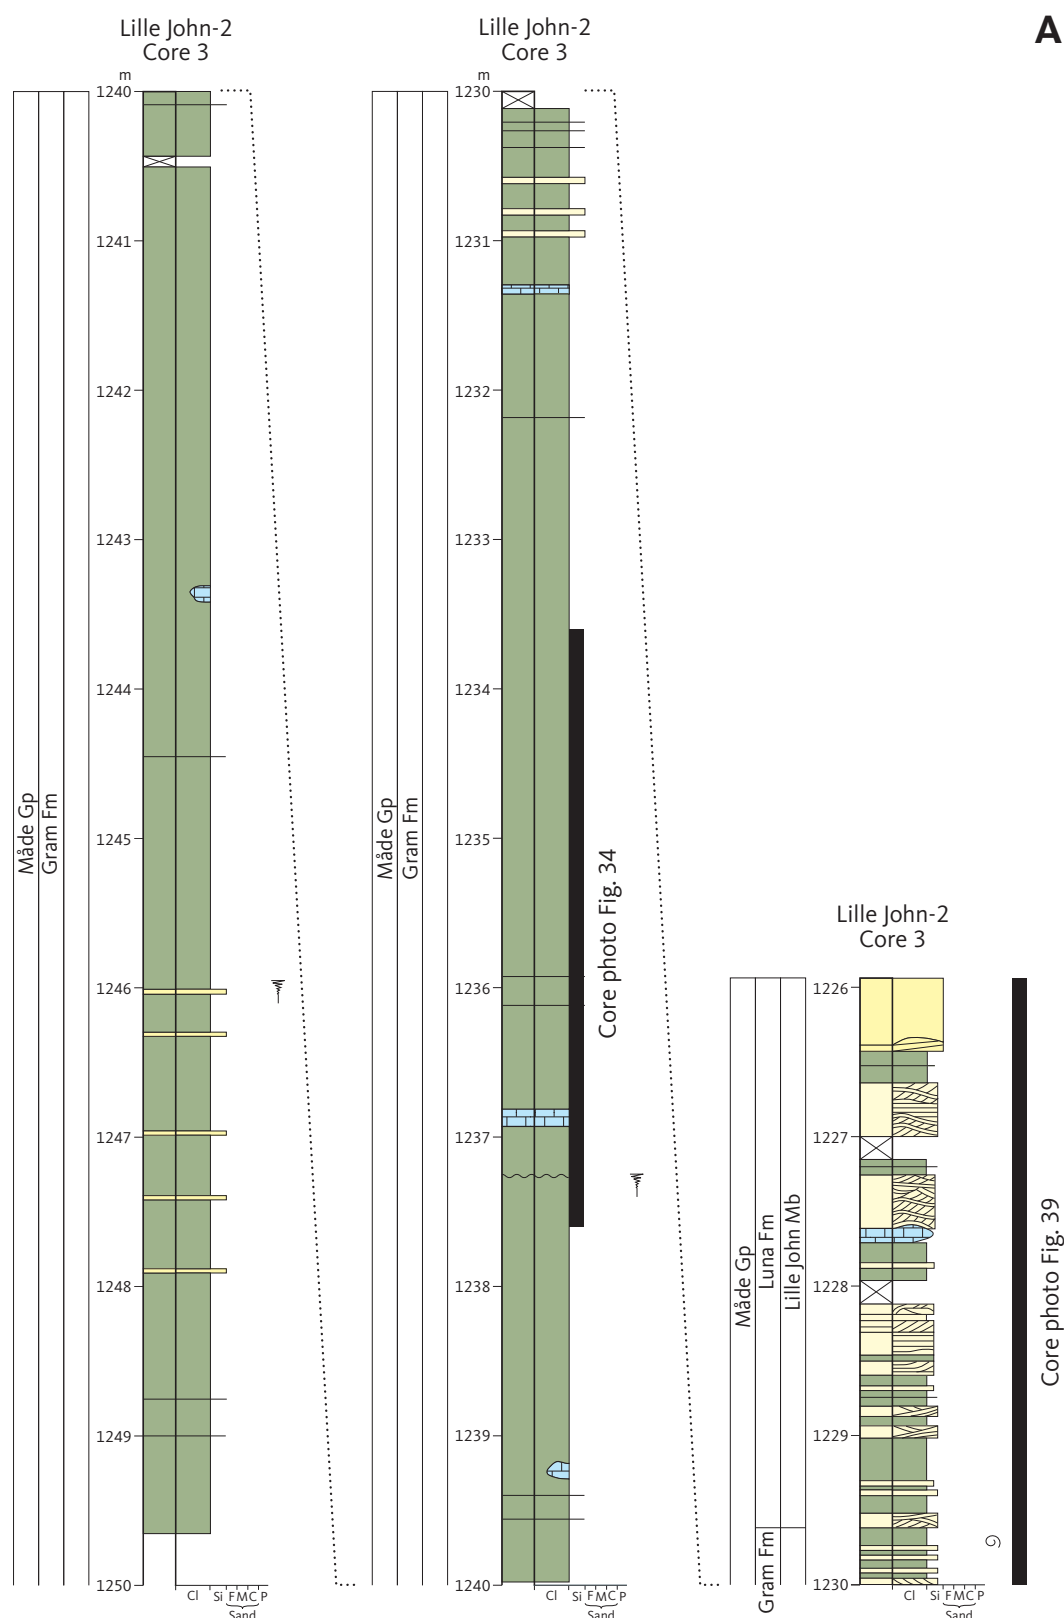 A
Lille John-2
Core 3
m
1240
1241
1242
1243
1244
1245
1246
1247
1248
1249
1250
Måde Gp
Gram Fm
Cl Si F M C P
Sand
Lille John-2
Core 3
m
1230
1231
1232
1233
1234
1235
1236
1237
1238
1239
1240
Måde Gp
Gram Fm
Core photo Fig. 34
Cl Si F M C P
Sand
Lille John-2
Core 3
1226
1227
1228
1229
1230
Måde Gp
Luna Fm
Lille John Mb
Gram Fm
Core photo Fig. 39
Cl Si F M C P
Sand